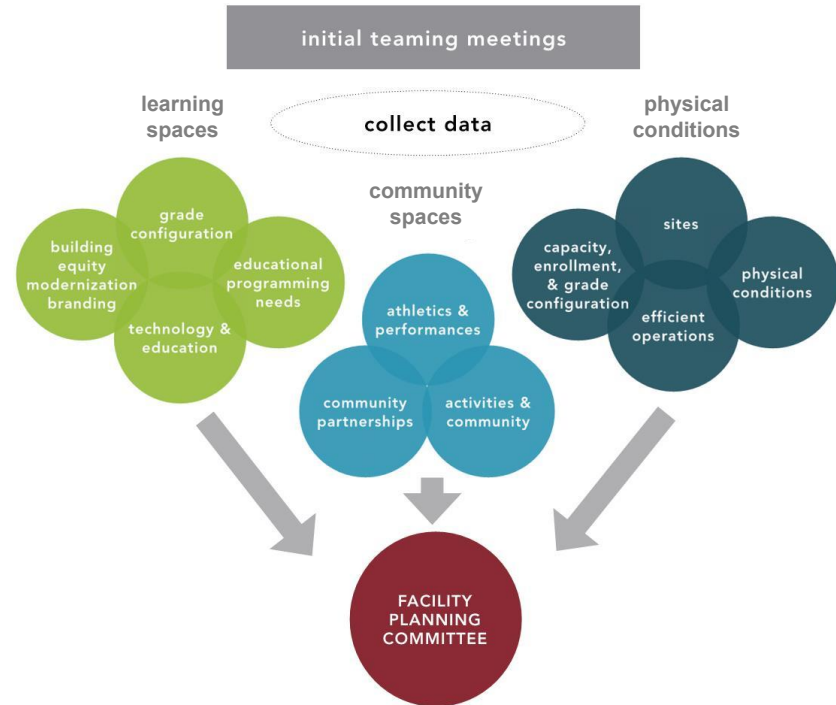 initial teaming meetings
learning
spaces
collect data
physical
conditions
community
spaces
grade
configuration
building
equity
modernization
branding
educational
programming
needs
technology &
education
athletics &
performances
community
partnerships
activities &
community
sites
capacity,
enrollment,
& grade
configuration
physical
conditions
efficient
operations
FACILITY
PLANNING
COMMITTEE